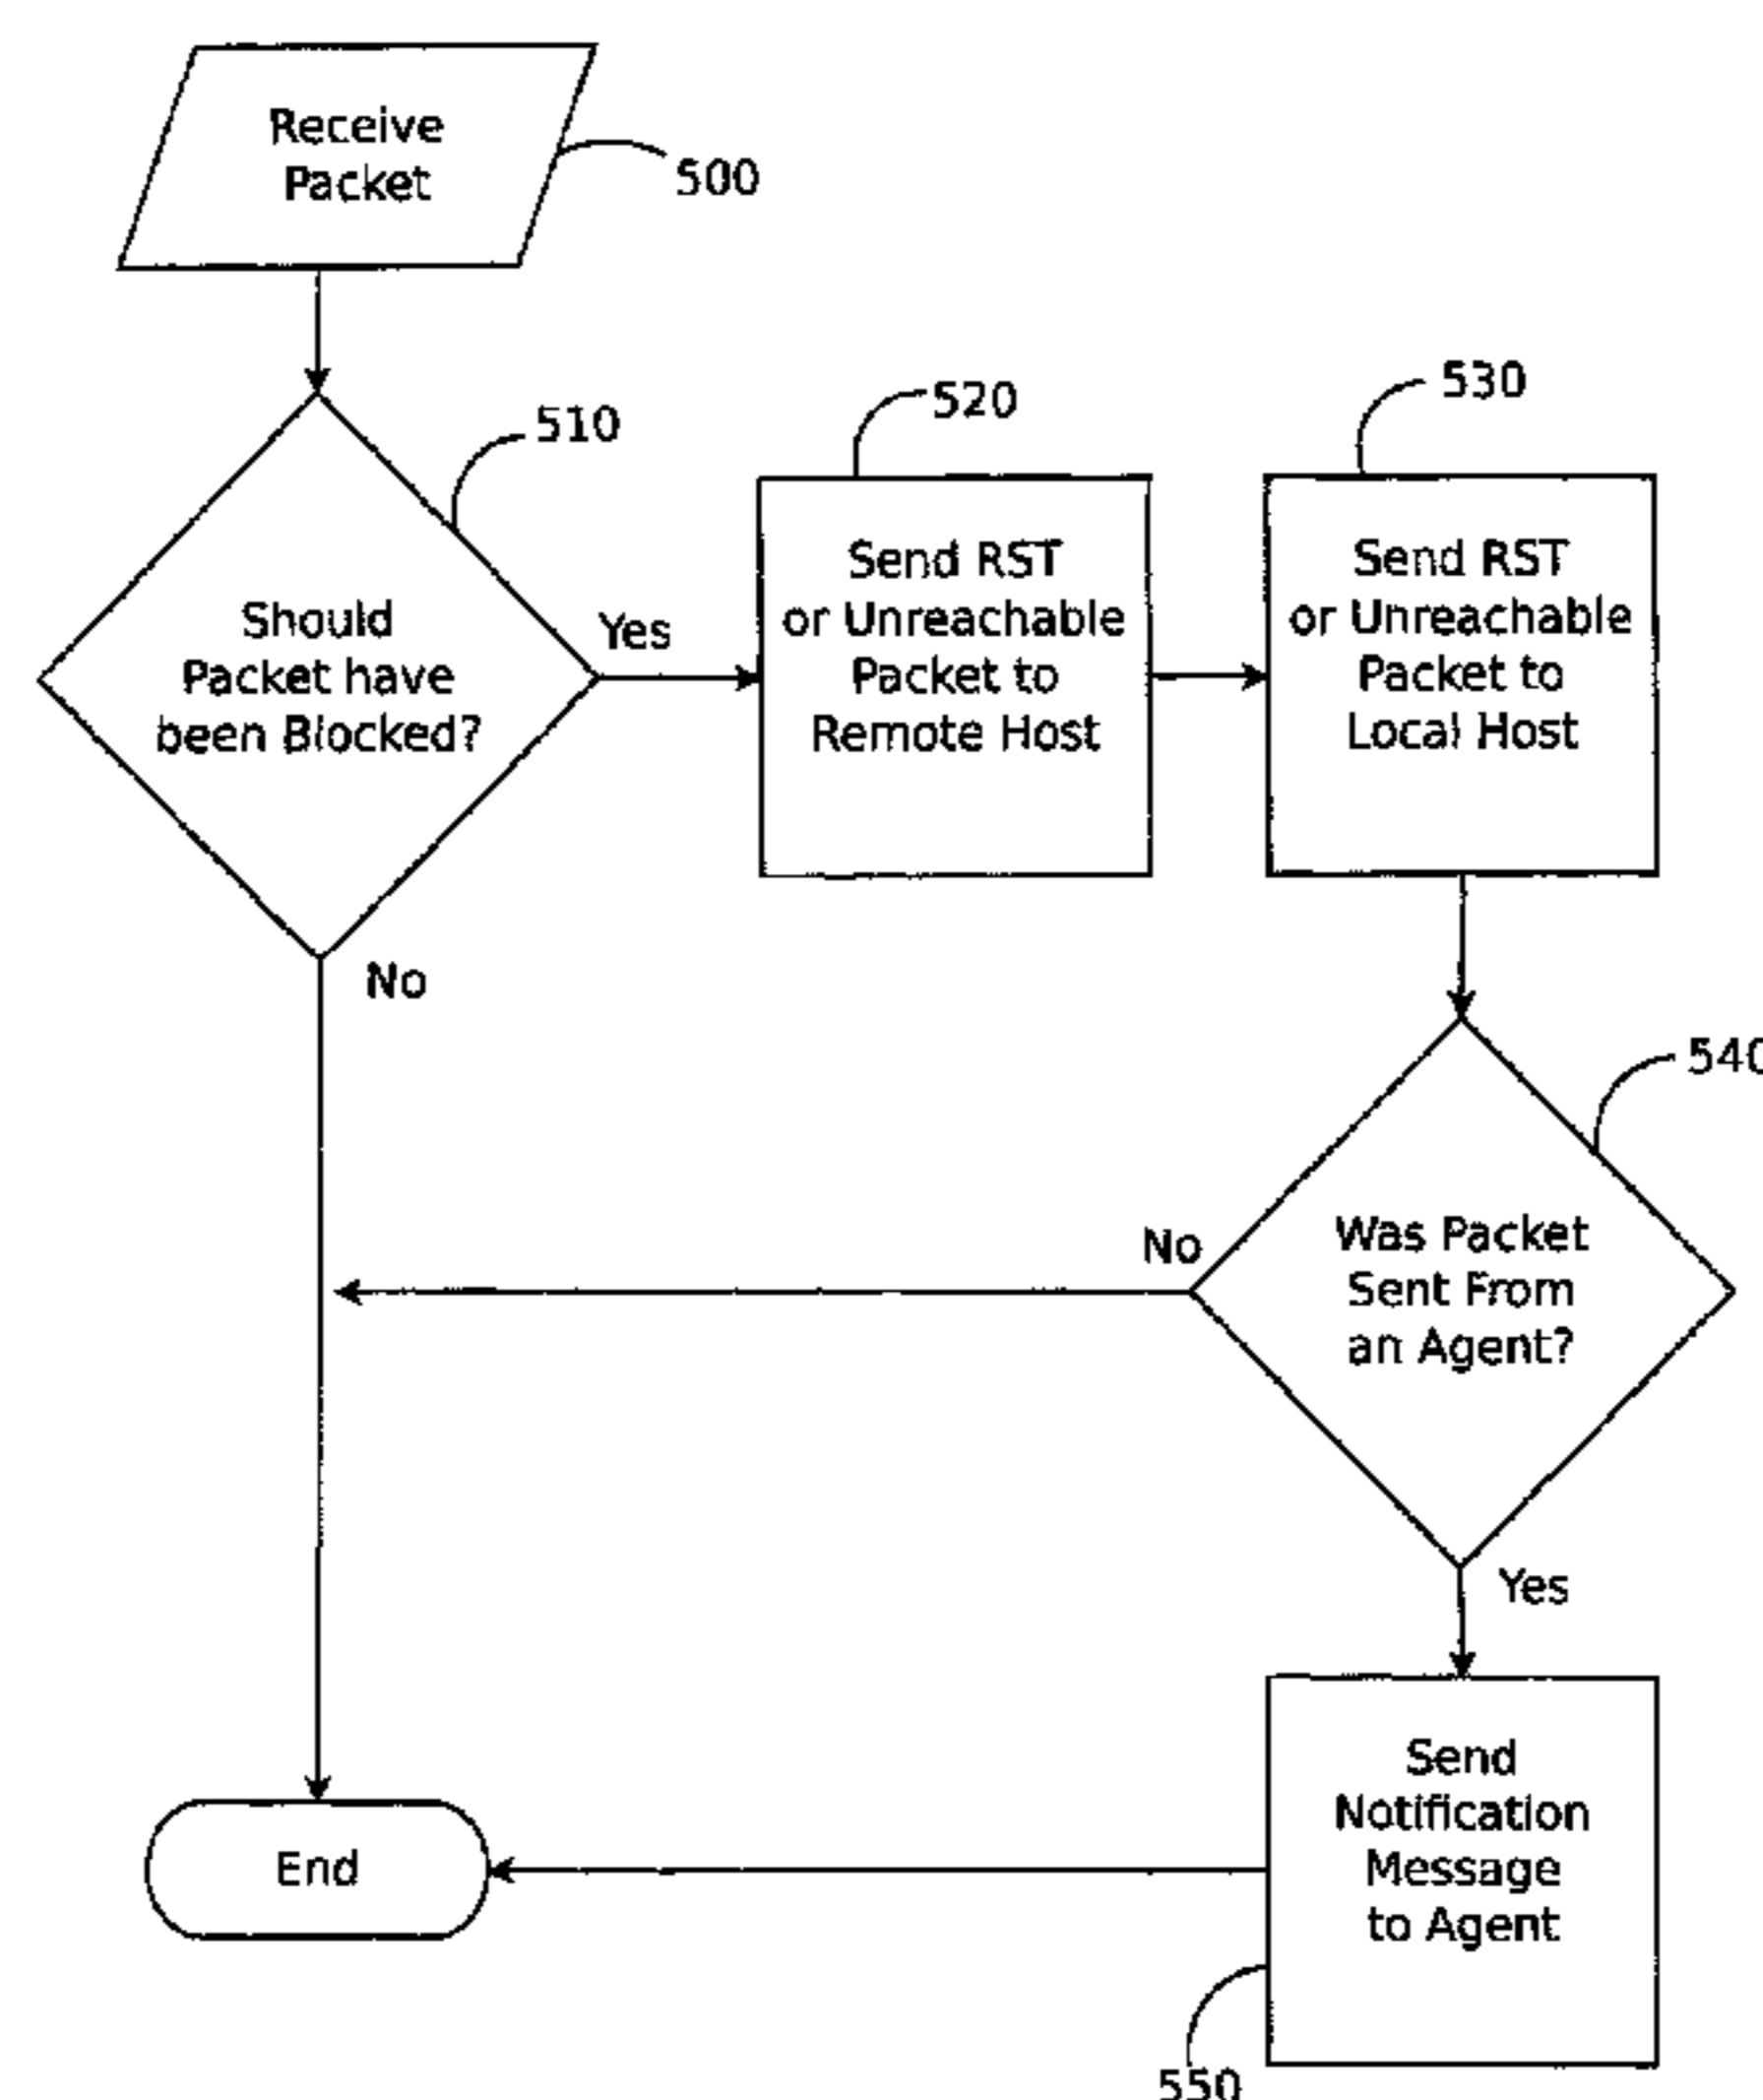 Receive
Packet
500
510
520
530
Should
Packet have
been Blocked?
Yes
Send RST
or Unreachable
Packet to
Remote Host
Send RST
or Unreachable
Packet to
Local Host
No
540
Was Packet
Sent From
an Agent?
No
Yes
Send
Notification
Message
to Agent
End
550